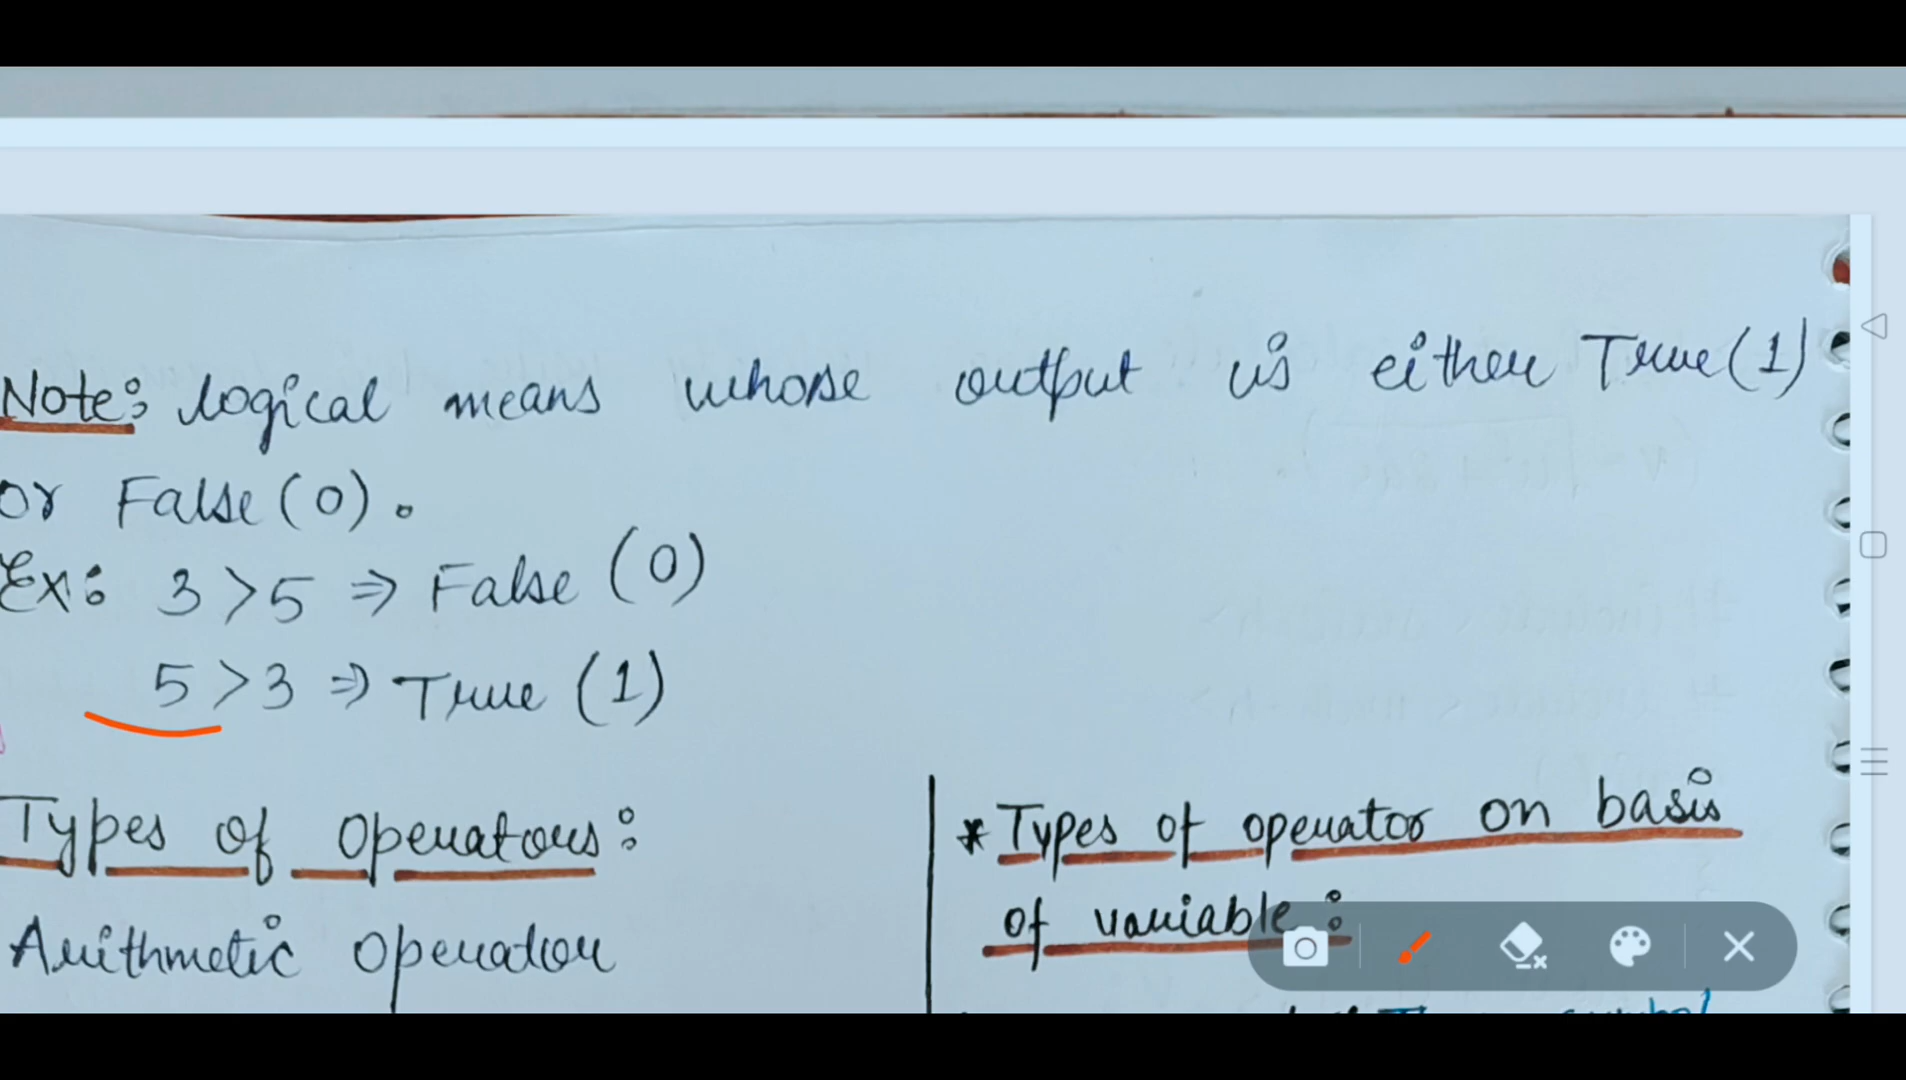 Note: logical means whose output is either True(1)
or False(0).
Ex: 3>5 ⇒ False (0)
5>3 ⇒ True (1)
Types of Operators:
Arithmetic Operator
* Types of operator on basis
of variable:
symbol